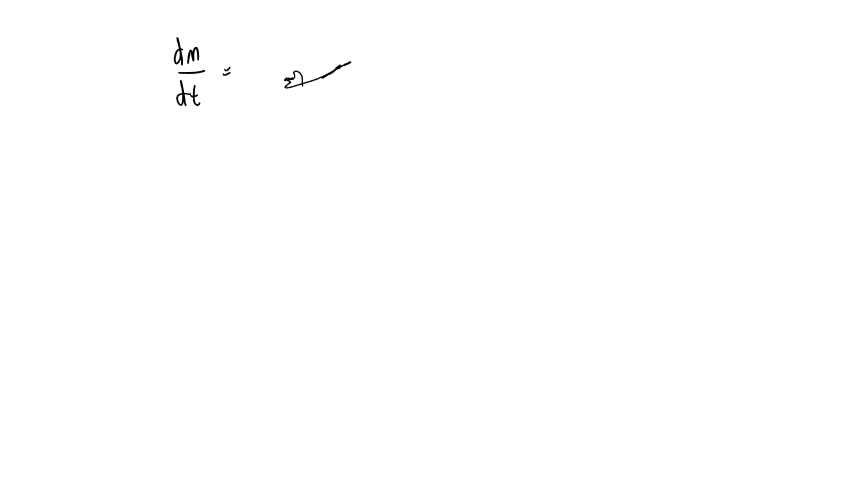 dm/dt =